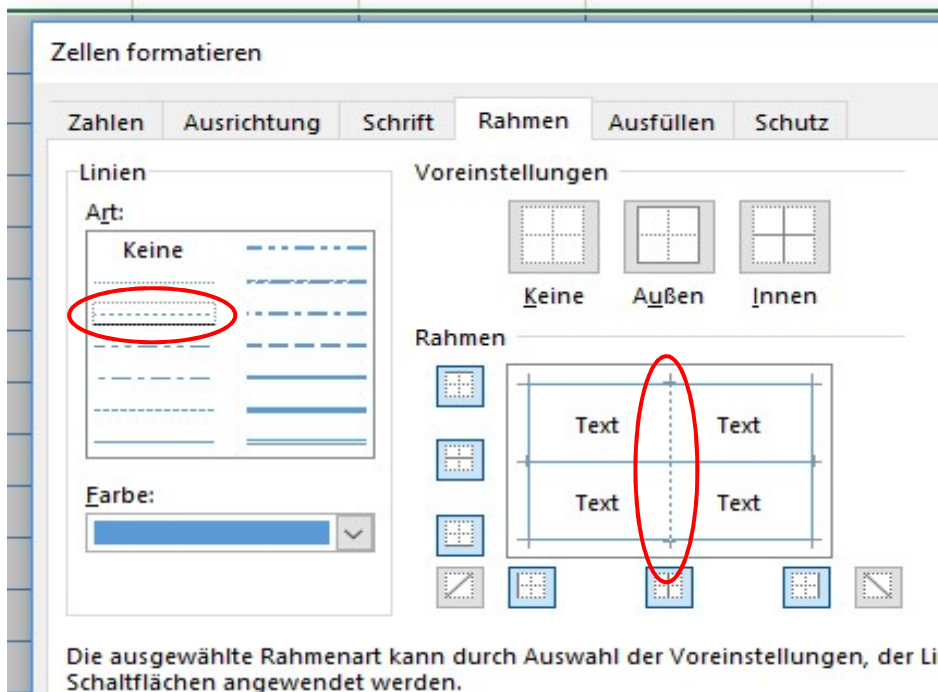 Zellen formatieren
Zahlen Ausrichtung Schrift Rahmen Ausfüllen Schutz
Linien
Art:
Keine
Farbe:
Voreinstellungen
Keine Außen Innen
Rahmen
Text Text
Text Text
Die ausgewählte Rahmenart kann durch Auswahl der Voreinstellungen, der Li
Schaltflächen angewendet werden.